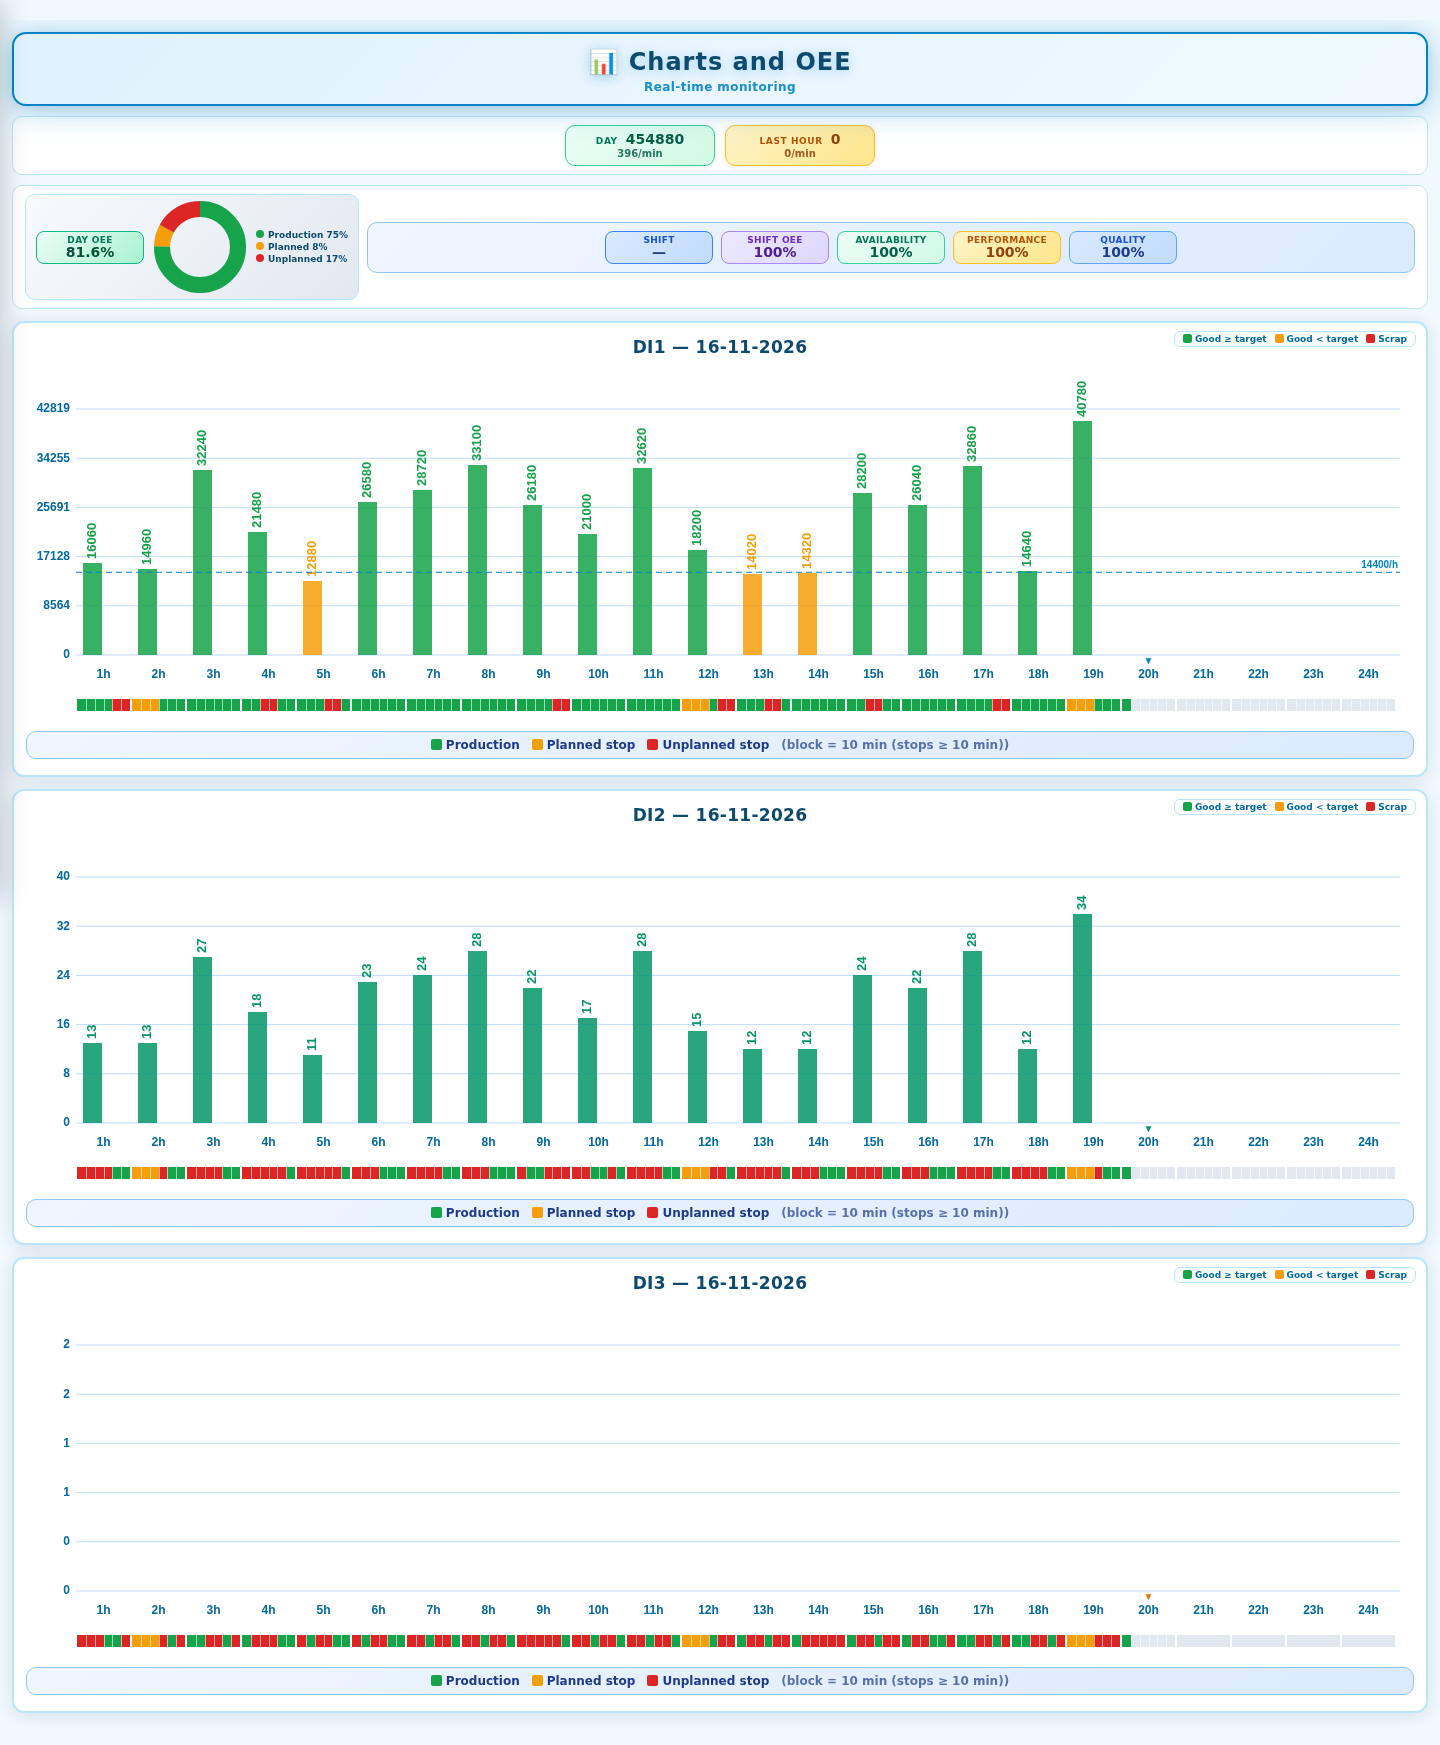 📊 Charts and OEE
Real-time monitoring
DAY 454880
396/min
LAST HOUR 0
0/min
DAY OEE
81.6%
Production 75%
Planned 8%
Unplanned 17%
SHIFT
—
SHIFT OEE
100%
AVAILABILITY
100%
PERFORMANCE
100%
QUALITY
100%
DI1 — 16-11-2026
Good ≥ target Good < target Scrap
42819
34255
25691
17128
8564
0
16060 14960 32240 21480 12880 26580 28720 33100 26180 21000 32620 18200 14020 14320 28200 26040 32860 14640 40780
14400/h
1h 2h 3h 4h 5h 6h 7h 8h 9h 10h 11h 12h 13h 14h 15h 16h 17h 18h 19h 20h 21h 22h 23h 24h
Production Planned stop Unplanned stop (block = 10 min (stops ≥ 10 min))
DI2 — 16-11-2026
Good ≥ target Good < target Scrap
40
32
24
16
8
0
13 13 27 18 11 23 24 28 22 17 28 15 12 12 24 22 28 12 34
1h 2h 3h 4h 5h 6h 7h 8h 9h 10h 11h 12h 13h 14h 15h 16h 17h 18h 19h 20h 21h 22h 23h 24h
Production Planned stop Unplanned stop (block = 10 min (stops ≥ 10 min))
DI3 — 16-11-2026
Good ≥ target Good < target Scrap
2
2
1
1
0
0
1h 2h 3h 4h 5h 6h 7h 8h 9h 10h 11h 12h 13h 14h 15h 16h 17h 18h 19h 20h 21h 22h 23h 24h
Production Planned stop Unplanned stop (block = 10 min (stops ≥ 10 min))